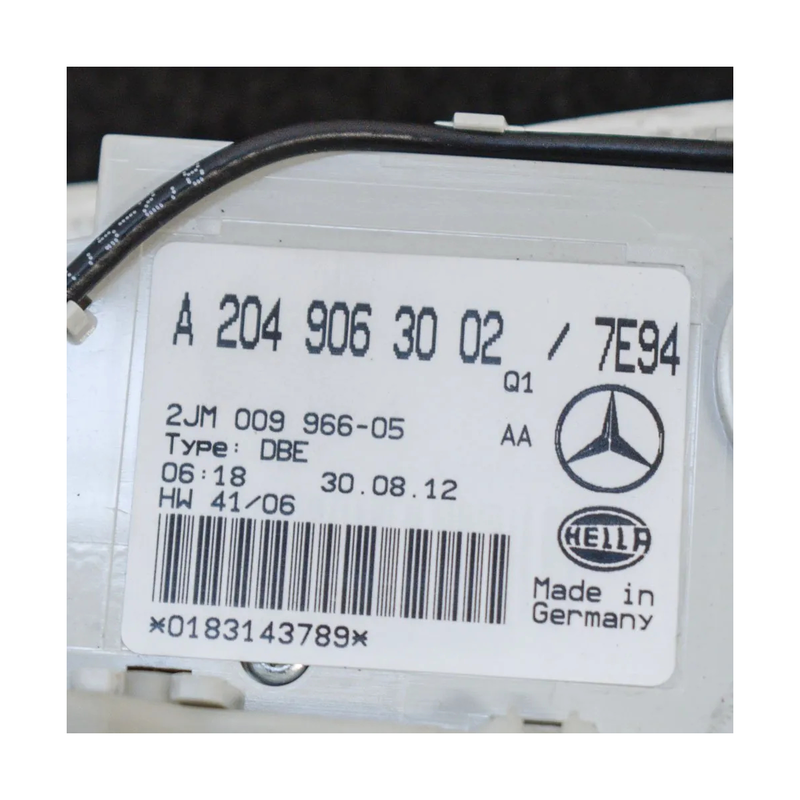 A 204 906 30 02 / 7E94
Q1
2JM 009 966-05
AA
Type: DBE
06:18 30.08.12
HW 41/06
HELLA
Made in
Germany
*0183143789*